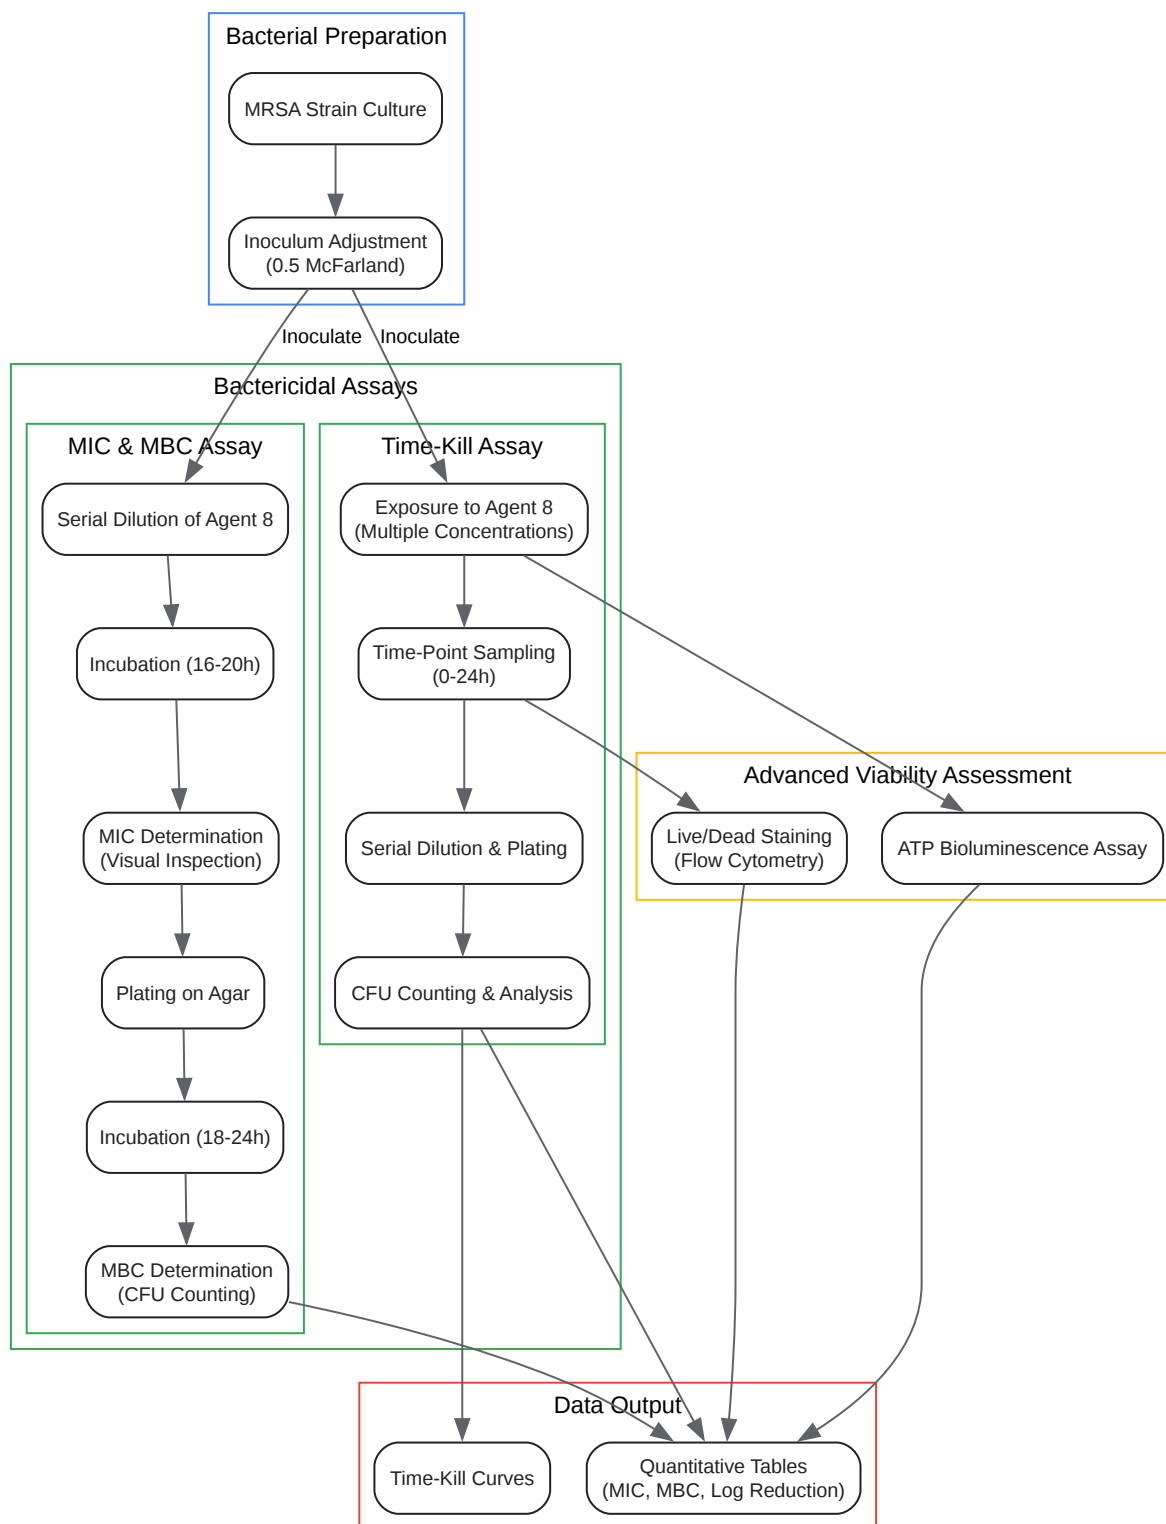 Bacterial Preparation
MRSA Strain Culture
Inoculum Adjustment
(0.5 McFarland)
Inoculate
Inoculate
Bactericidal Assays
MIC & MBC Assay
Serial Dilution of Agent 8
Incubation (16-20h)
MIC Determination
(Visual Inspection)
Plating on Agar
Incubation (18-24h)
MBC Determination
(CFU Counting)
Time-Kill Assay
Exposure to Agent 8
(Multiple Concentrations)
Time-Point Sampling
(0-24h)
Serial Dilution & Plating
CFU Counting & Analysis
Advanced Viability Assessment
Live/Dead Staining
(Flow Cytometry)
ATP Bioluminescence Assay
Data Output
Time-Kill Curves
Quantitative Tables
(MIC, MBC, Log Reduction)